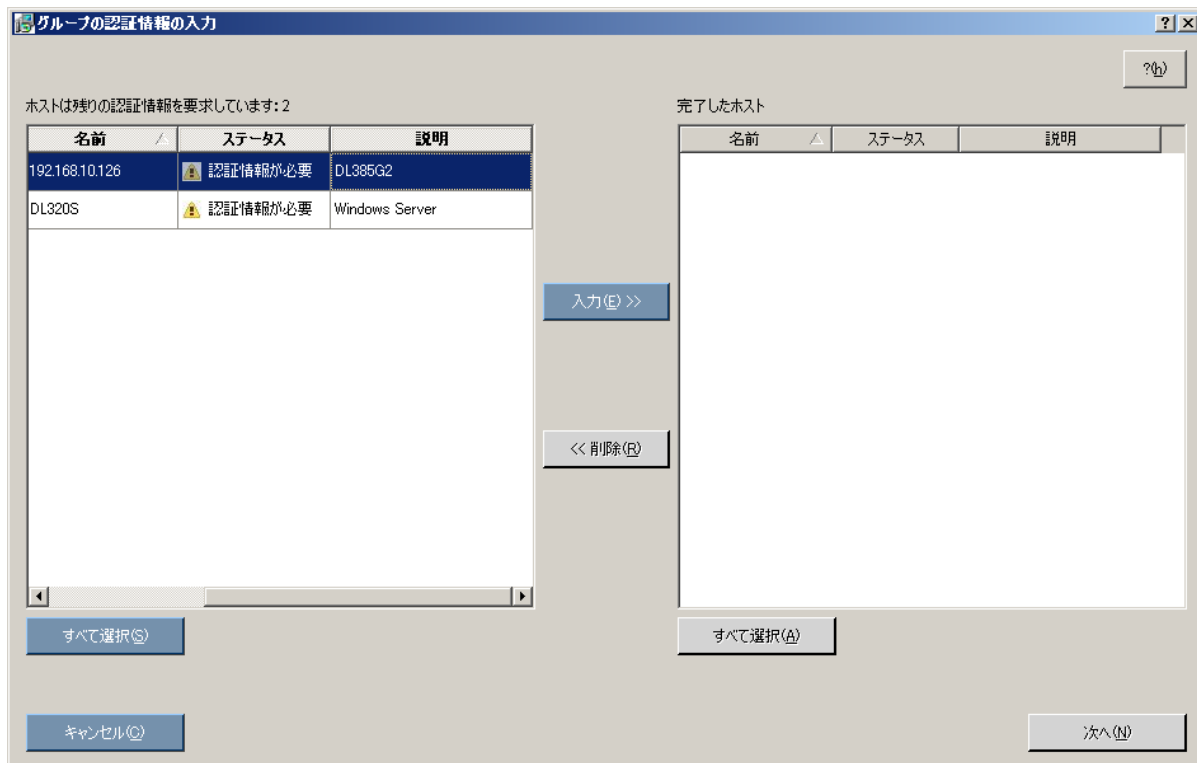 グループの認証情報の入力
?(h)
ホストは残りの認証情報を要求しています: 2
完了したホスト
名前 ステータス 説明
名前 ステータス 説明
192.168.10.126 認証情報が必要 DL385G2
DL320S 認証情報が必要 Windows Server
入力(E) >>
<< 削除(R)
すべて選択(S)
すべて選択(A)
キャンセル(C)
次へ(N)